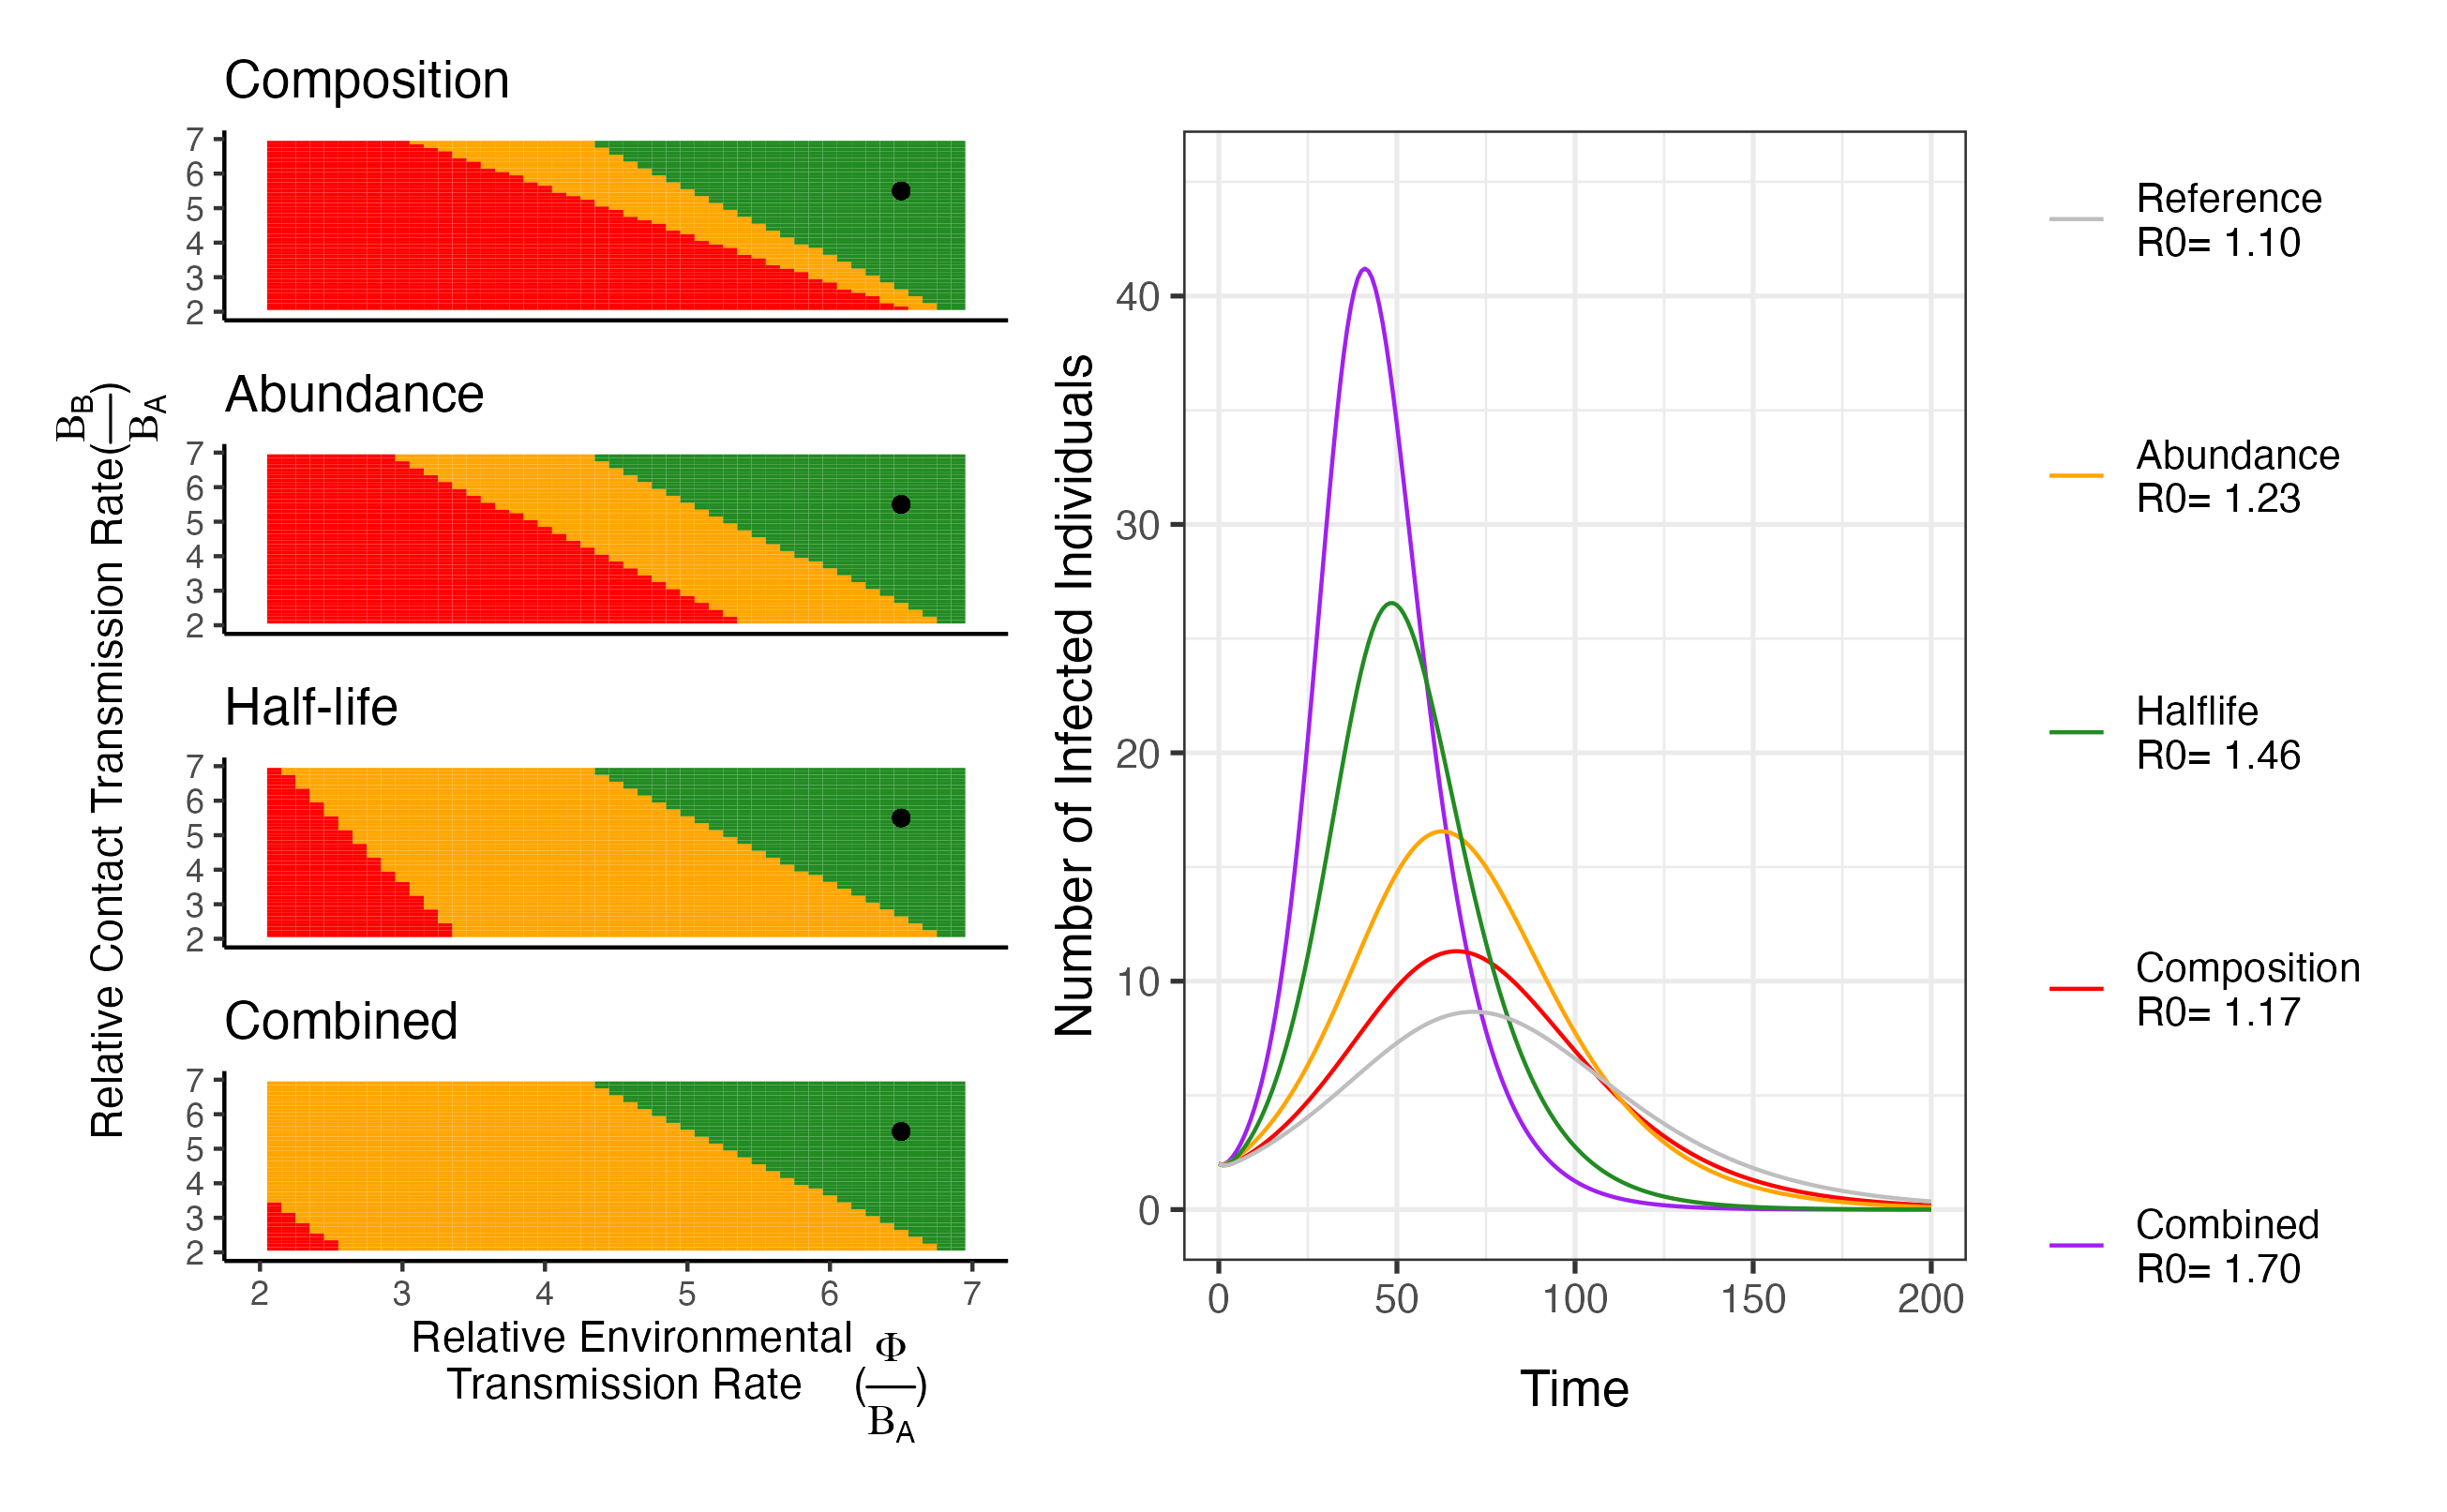 Composition
7
6
5
4
3
2
Abundance
7
6
5
4
3
2
Half-life
7
6
5
4
3
2
Combined
7
6
5
4
3
2
2 3 4 5 6 7
Relative Contact Transmission Rate(B_B/B_A)
Relative Environmental
Transmission Rate (Φ/B_A)
Number of Infected Individuals
40
30
20
10
0
0 50 100 150 200
Time
Reference
R0= 1.10
Abundance
R0= 1.23
Halflife
R0= 1.46
Composition
R0= 1.17
Combined
R0= 1.70